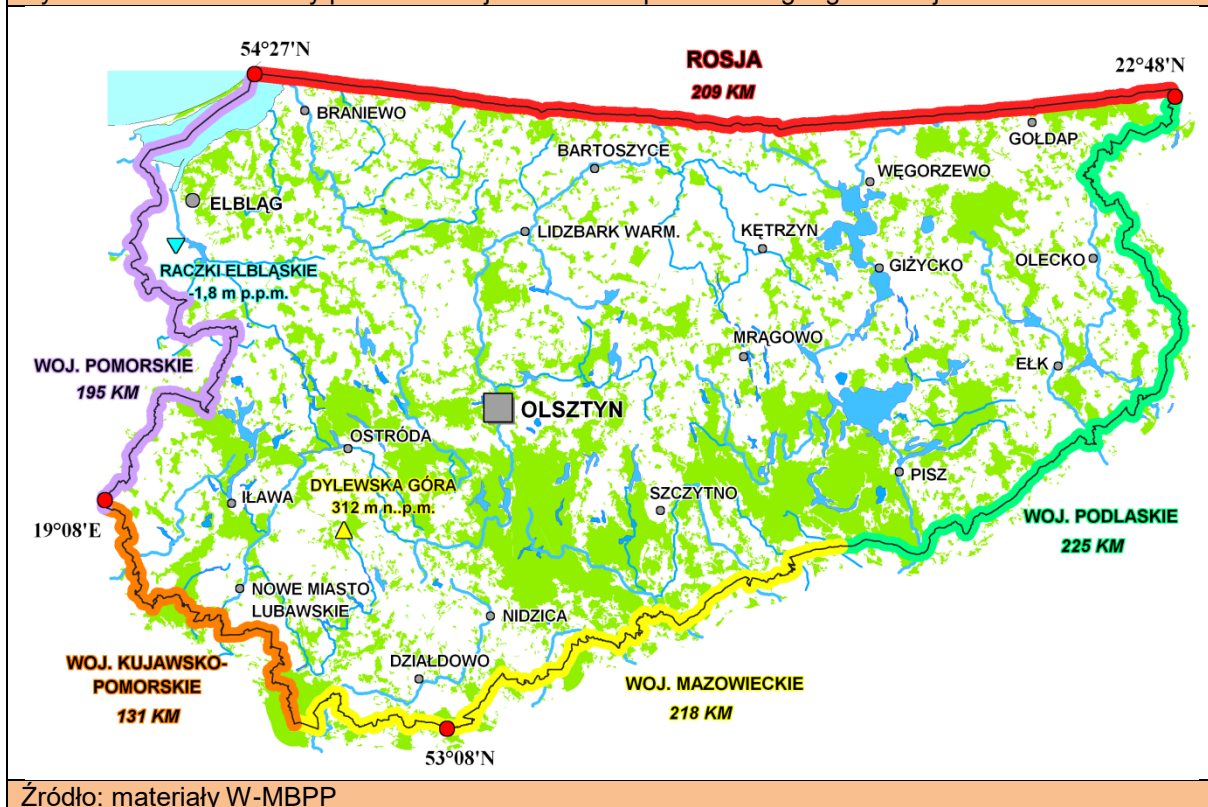 54°27'N
ROSJA
209 KM
22°48'N
BRANIEWO
GOŁDAP
BARTOSZYCE
WĘGORZEWO
ELBLĄG
LIDZBARK WARM.
KĘTRZYN
GIŻYCKO
OLECKO
RACZKI ELBLĄSKIE
-1,8 m p.p.m.
MRĄGOWO
WOJ. POMORSKIE
195 KM
EŁK
OLSZTYN
OSTRÓDA
PISZ
DYLEWSKA GÓRA
312 m n..p.m.
IŁAWA
SZCZYTNO
19°08'E
WOJ. PODLASKIE
225 KM
NOWE MIASTO
LUBAWSKIE
NIDZICA
DZIAŁDOWO
WOJ. KUJAWSKO-
POMORSKIE
131 KM
WOJ. MAZOWIECKIE
218 KM
53°08'N
Źródło: materiały W-MBPP